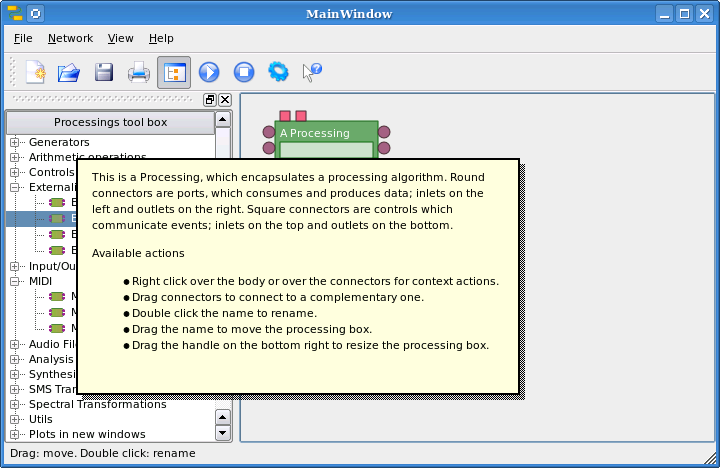 MainWindow
File Network View Help
Processings tool box
Generators
Arithmetic operations
Controls
Input/Ou
MIDI
Audio Fil
Analysis
Synthesi
SMS Tran
Spectral Transformations
Utils
Plots in new windows
A Processing
This is a Processing, which encapsulates a processing algorithm. Round
connectors are ports, which consumes and produces data; inlets on the
left and outlets on the right. Square connectors are controls which
communicate events; inlets on the top and outlets on the bottom.
Available actions
● Right click over the body or over the connectors for context actions.
● Drag connectors to connect to a complementary one.
● Double click the name to rename.
● Drag the name to move the processing box.
● Drag the handle on the bottom right to resize the processing box.
Drag: move. Double click: rename